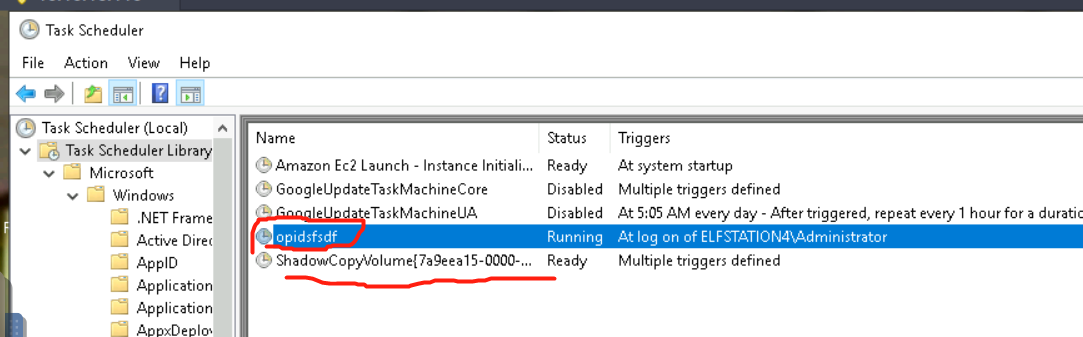 Task Scheduler
File Action View Help
Task Scheduler (Local)
Task Scheduler Library
Microsoft
Windows
.NET Frame
Active Direc
AppID
Application
Application
AppxDeplo
Name Status Triggers
Amazon Ec2 Launch - Instance Initiali... Ready At system startup
GoogleUpdateTaskMachineCore Disabled Multiple triggers defined
GoogleUpdateTaskMachineUA Disabled At 5:05 AM every day - After triggered, repeat every 1 hour for a duratio
opidsfsdf Running At log on of ELFSTATION4\Administrator
ShadowCopyVolume{7a9eea15-0000-... Ready Multiple triggers defined